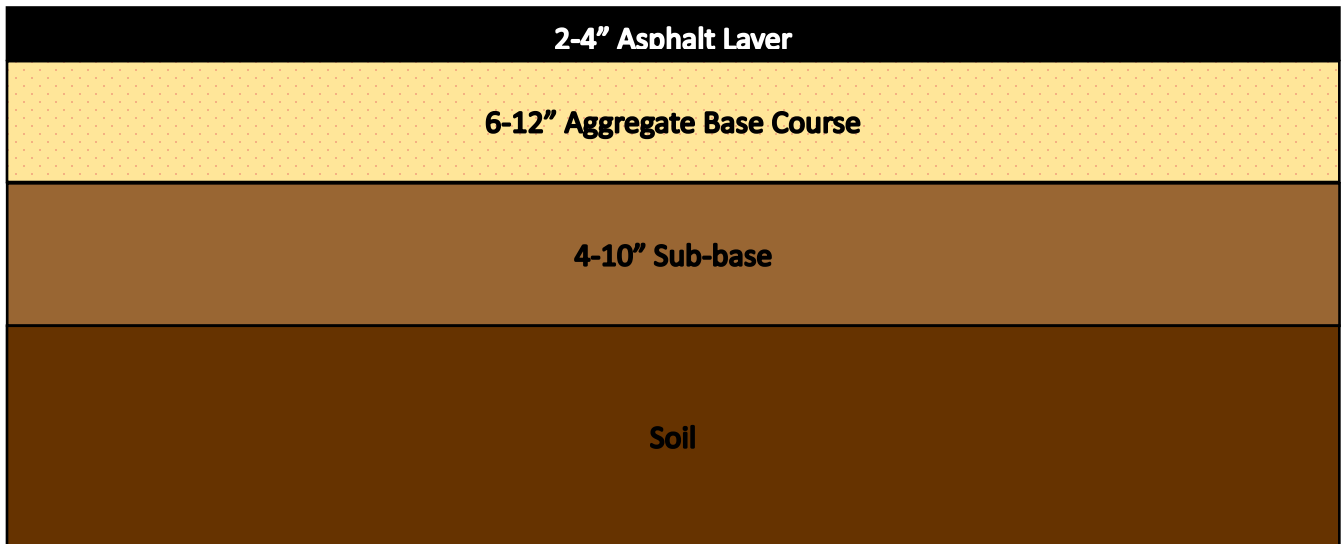 2-4” Asphalt Layer
6-12” Aggregate Base Course
4-10” Sub-base
Soil